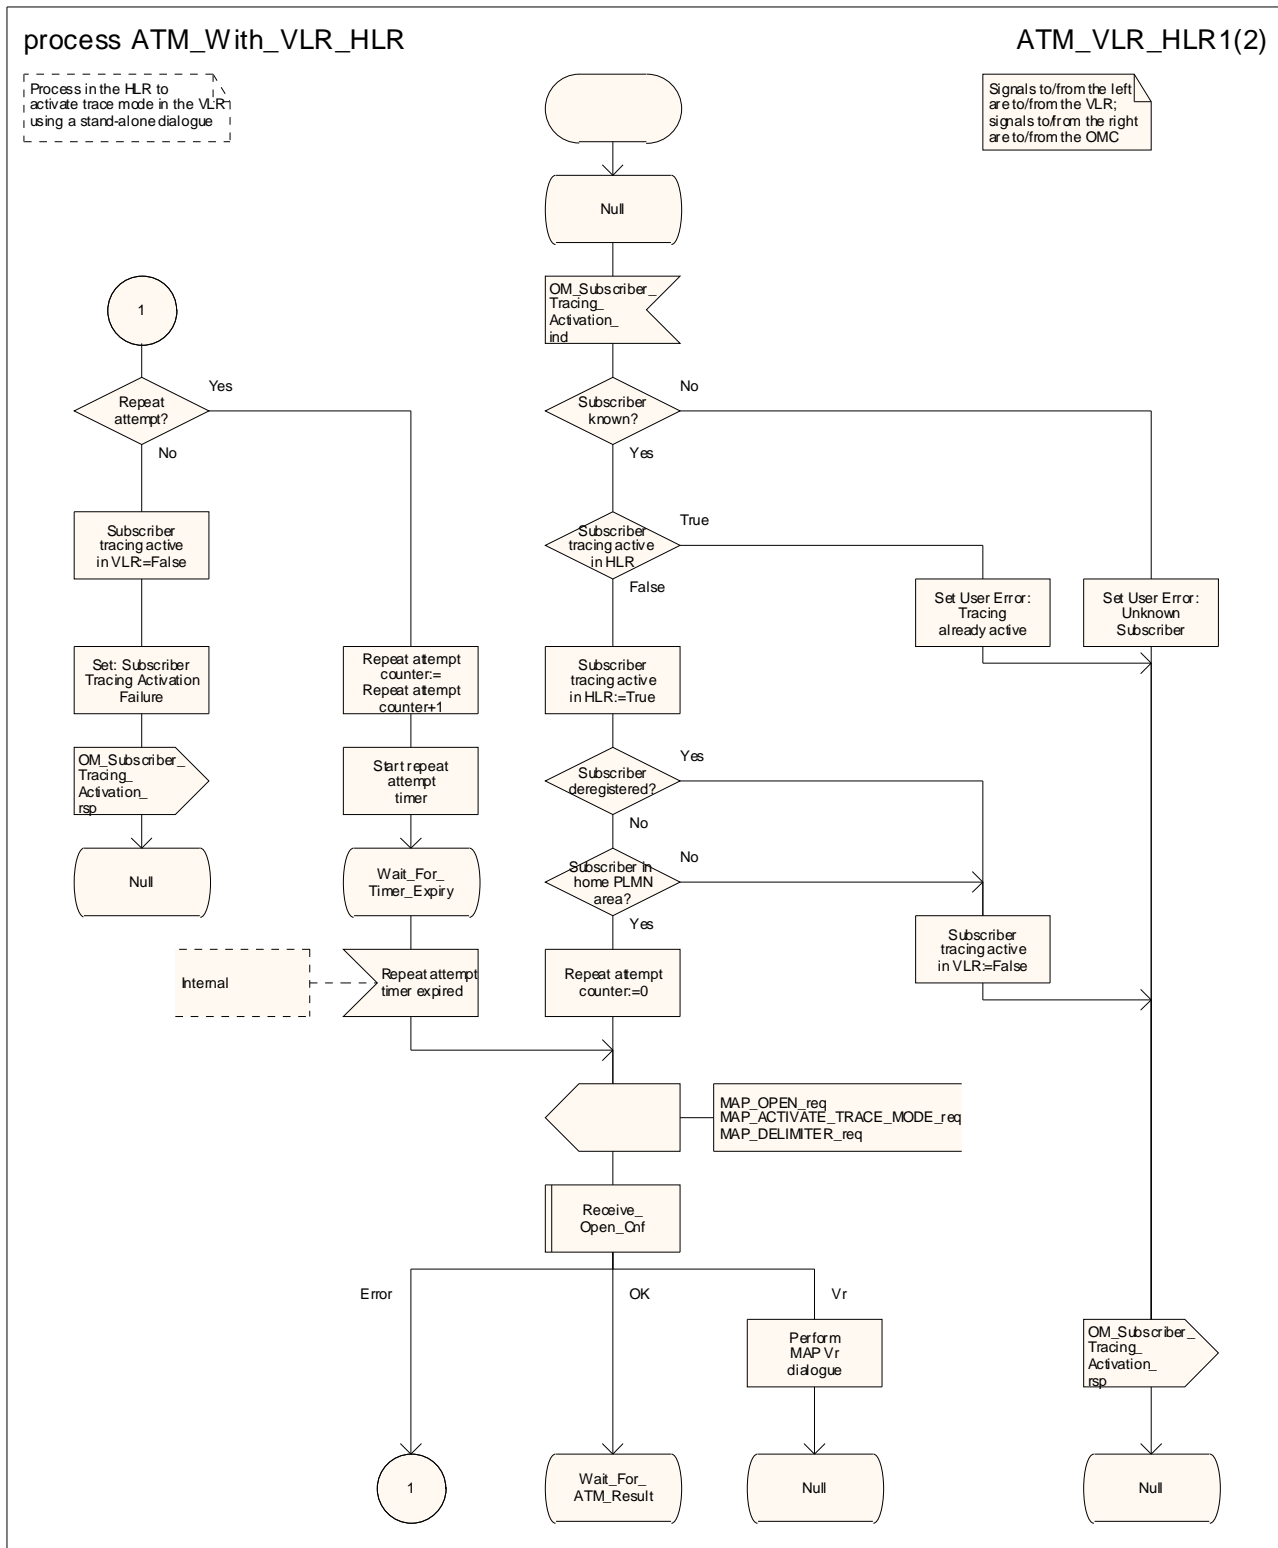 process ATM_With_VLR_HLR
ATM_VLR_HLR1(2)
Process in the HLR to
activate trace mode in the VLR
using a stand-alone dialogue
Signals to/from the left
are to/from the VLR;
signals to/from the right
are to/from the OMC
Null
OM_Subscriber_
Tracing_
Activation_
ind
1
Repeat
attempt?
Yes
No
Subscriber
known?
No
Yes
Subscriber
tracing active
in VLR:=False
Subscriber
tracing active
in HLR
True
False
Set User Error:
Tracing
already active
Set User Error:
Unknown
Subscriber
Set: Subscriber
Tracing Activation
Failure
Repeat attempt
counter:=
Repeat attempt
counter+1
Subscriber
tracing active
in HLR:=True
OM_Subscriber_
Tracing_
Activation_
rsp
Start repeat
attempt
timer
Subscriber
deregistered?
Yes
No
Null
Wait_For_
Timer_Expiry
Subscriber in
home PLMN
area?
No
Yes
Subscriber
tracing active
in VLR:=False
Internal
Repeat attempt
timer expired
Repeat attempt
counter:=0
MAP_OPEN_req
MAP_ACTIVATE_TRACE_MODE_req
MAP_DELIMITER_req
Receive_
Open_Cnf
Error
OK
Vr
Perform
MAP Vr
dialogue
OM_Subscriber_
Tracing_
Activation_
rsp
1
Wait_For_
ATM_Result
Null
Null